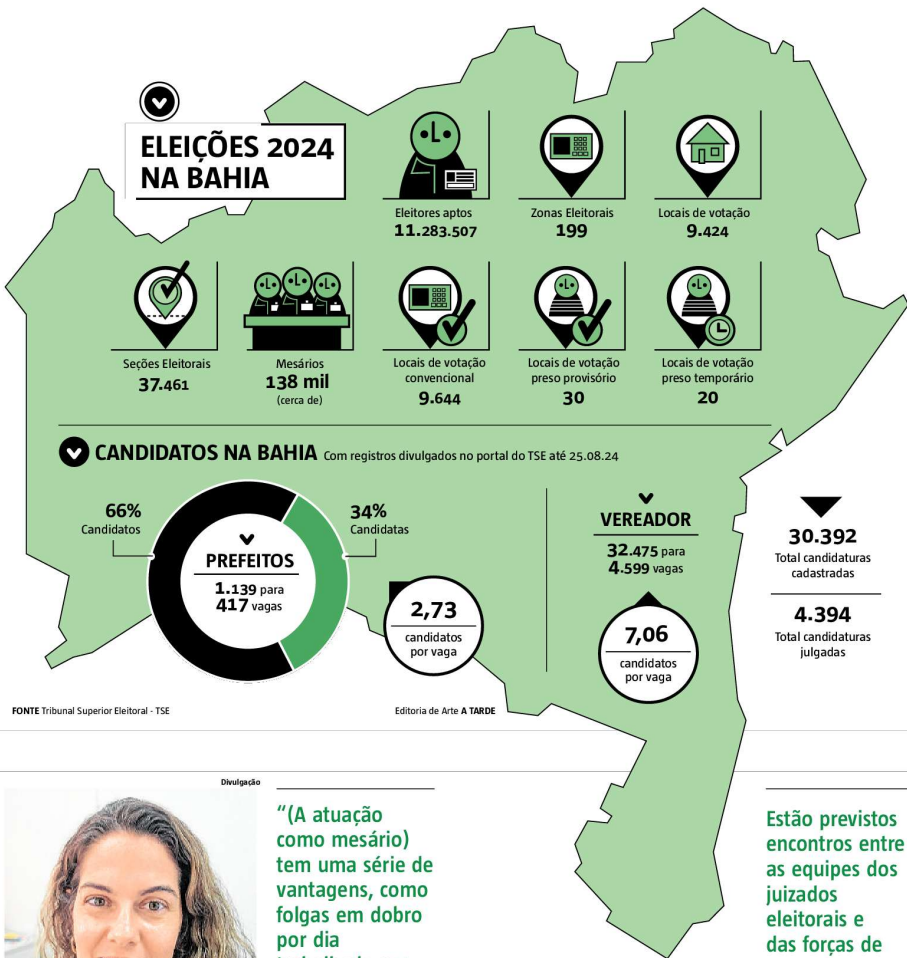 ELEIÇÕES 2024
NA BAHIA
Eleitores aptos
11.283.507
Zonas Eleitorais
199
Locais de votação
9.424
Seções Eleitorais
37.461
Mesários
138 mil
(cerca de)
Locais de votação
convencional
9.644
Locais de votação
preso provisório
30
Locais de votação
preso temporário
20
CANDIDATOS NA BAHIA Com registros divulgados no portal do TSE até 25.08.24
66%
Candidatos
34%
Candidatas
PREFEITOS
1.139 para
417 vagas
2,73
candidatos
por vaga
VEREADOR
32.475 para
4.599 vagas
7,06
candidatos
por vaga
30.392
Total candidaturas
cadastradas
4.394
Total candidaturas
julgadas
FONTE Tribunal Superior Eleitoral - TSE
Editoria de Arte A TARDE
Divulgação
"(A atuação
como mesário)
tem uma série de
vantagens, como
folgas em dobro
por dia
Estão previstos
encontros entre
as equipes dos
juizados
eleitorais e
das forças de